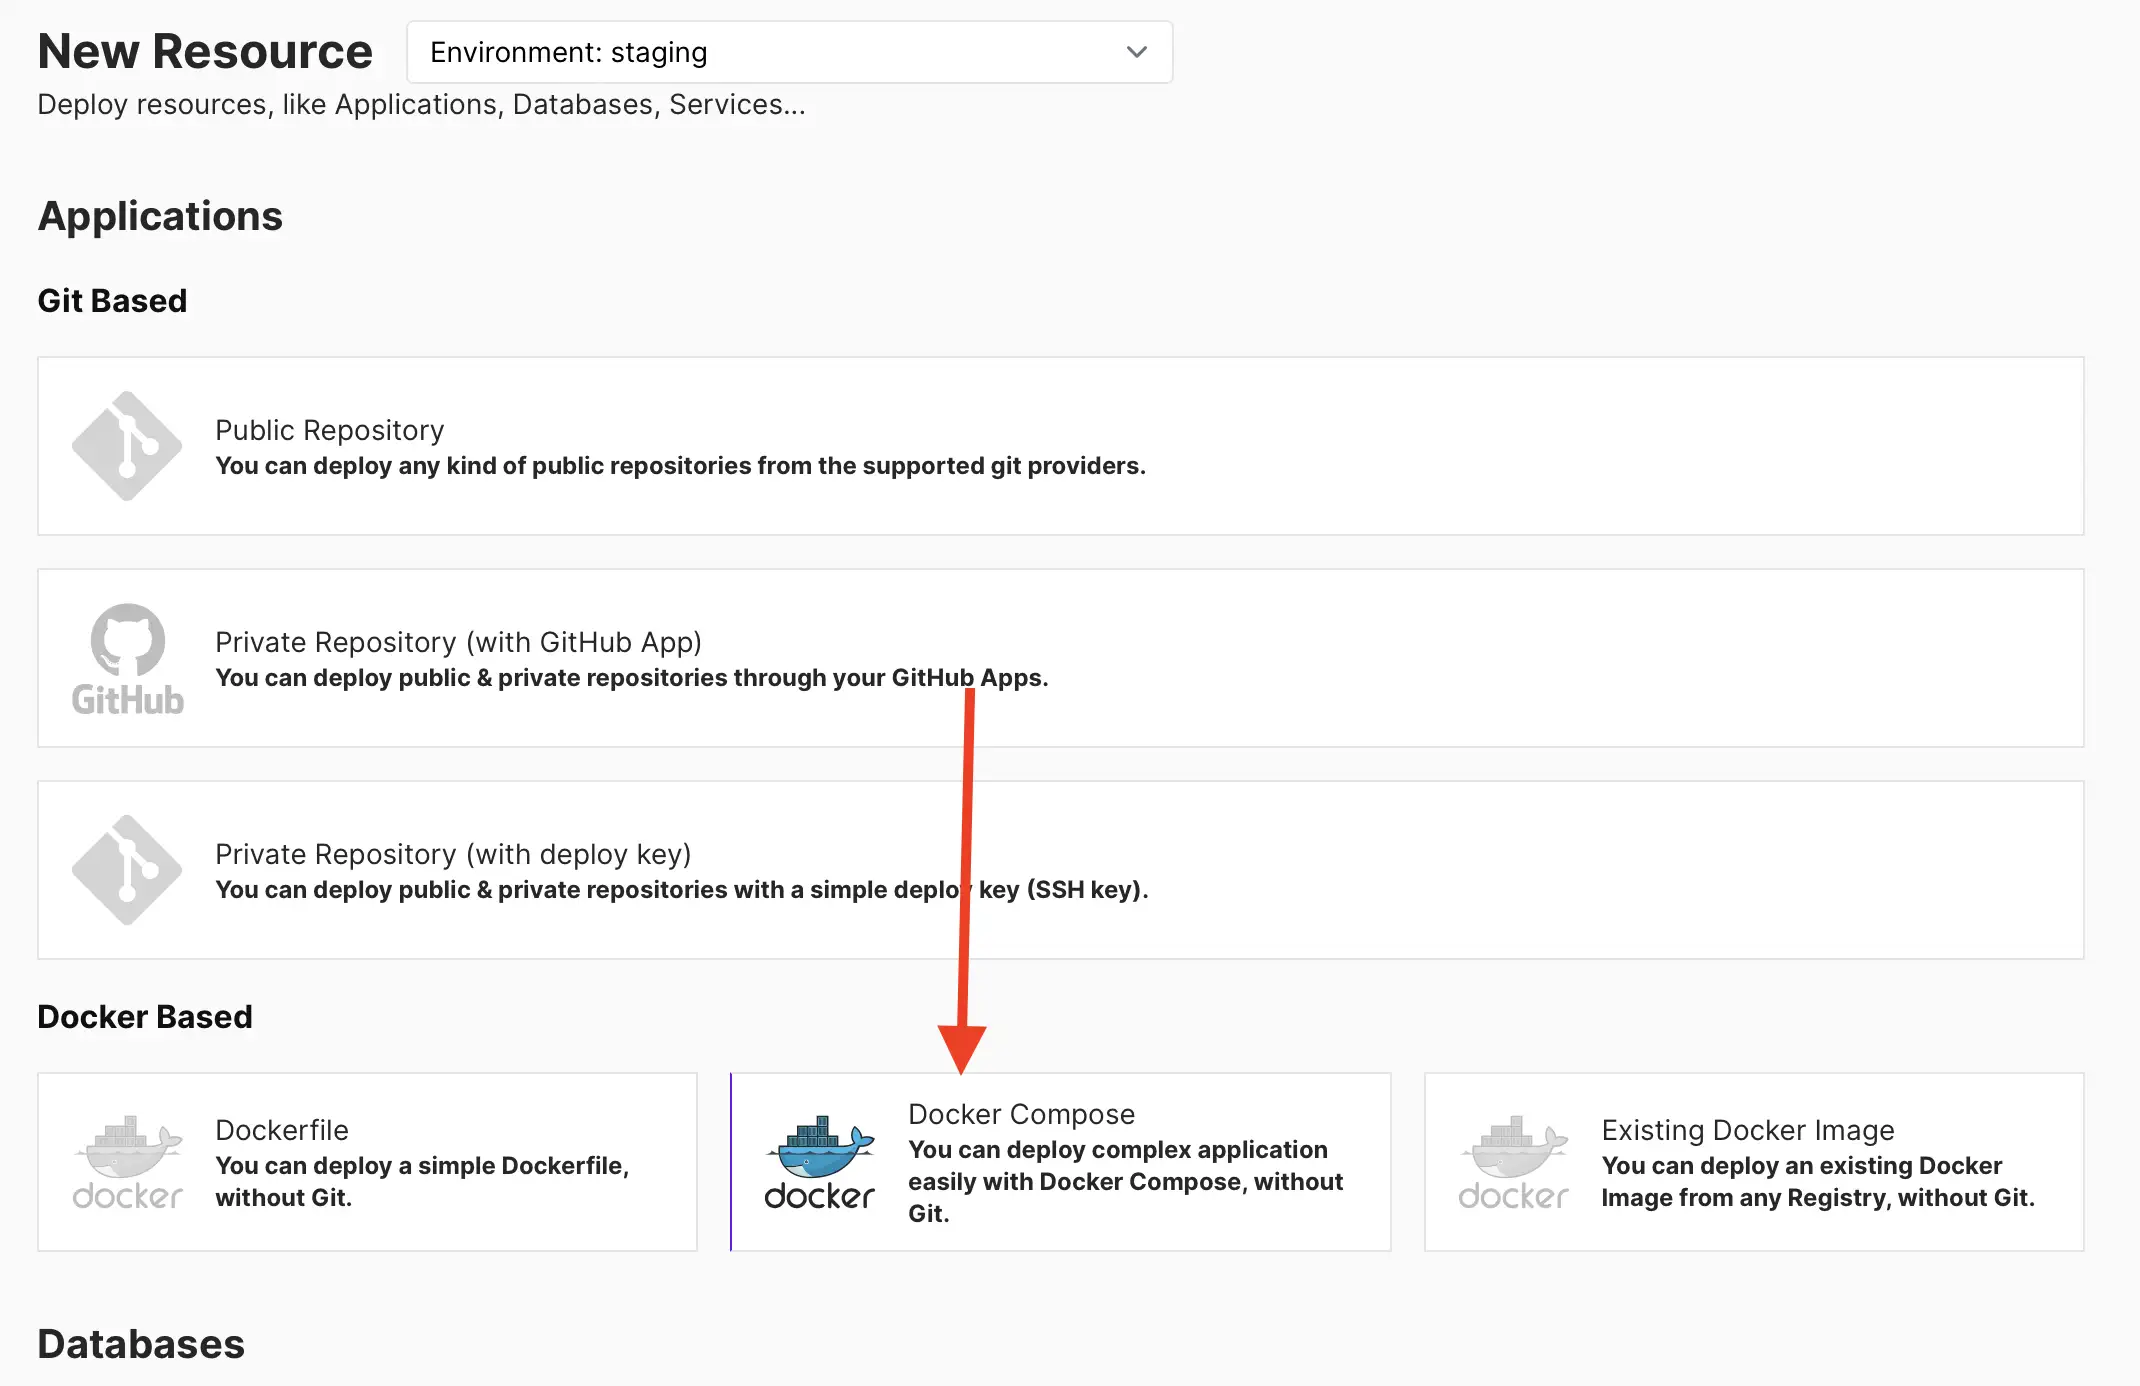 New Resource
Environment: staging
Deploy resources, like Applications, Databases, Services...
Applications
Git Based
Public Repository
You can deploy any kind of public repositories from the supported git providers.
GitHub
Private Repository (with GitHub App)
You can deploy public & private repositories through your GitHub Apps.
Private Repository (with deploy key)
You can deploy public & private repositories with a simple deploy key (SSH key).
Docker Based
docker
Dockerfile
You can deploy a simple Dockerfile,
without Git.
docker
Docker Compose
You can deploy complex application
easily with Docker Compose, without
Git.
docker
Existing Docker Image
You can deploy an existing Docker
Image from any Registry, without Git.
Databases